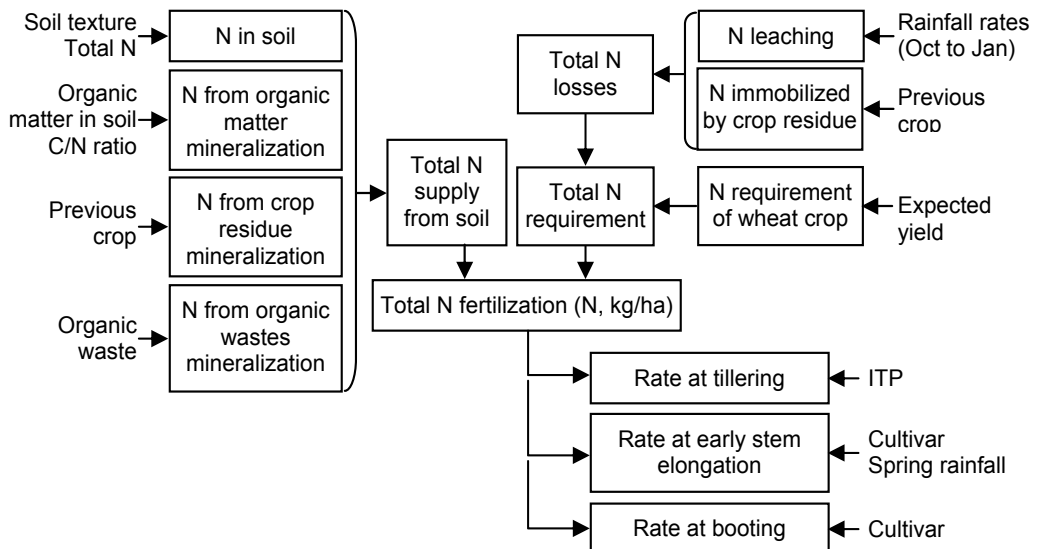 Soil texture
Total N
N in soil
Organic
matter in soil
C/N ratio
N from organic
matter
mineralization
Previous
crop
N from crop
residue
mineralization
Organic
waste
N from organic
wastes
mineralization
Total N
supply
from soil
Total N
losses
N leaching
Rainfall rates
(Oct to Jan)
N immobilized
by crop residue
Previous
crop
Total N
requirement
N requirement
of wheat crop
Expected
yield
Total N fertilization (N, kg/ha)
Rate at tillering
ITP
Rate at early stem
elongation
Cultivar
Spring rainfall
Rate at booting
Cultivar